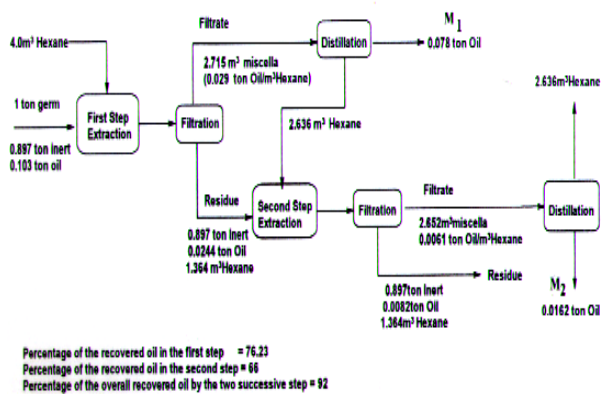 Filtrate
M1
4.0m³ Hexane
Distillation
0.078 ton Oil
2.715 m³ miscella
(0.029 ton Oil/m³Hexane)
2.636m³Hexane
1 ton germ
First Step
Extraction
Filtration
2.636 m³ Hexane
0.897 ton Inert
0.103 ton oil
Residue
Second Step
Extraction
Filtration
Filtrate
Distillation
0.897 ton Inert
0.0244 ton Oil
1.364 m³Hexane
2.652m³miscella
0.0061 ton Oil/m³Hexane
Residue
0.897ton Inert
0.0082ton Oil
1.364m³ Hexane
M2
0.0162 ton Oil
Percentage of the recovered oil in the first step = 76.23
Percentage of the recovered oil in the second step = 66
Percentage of the overall recovered oil by the two successive step = 92